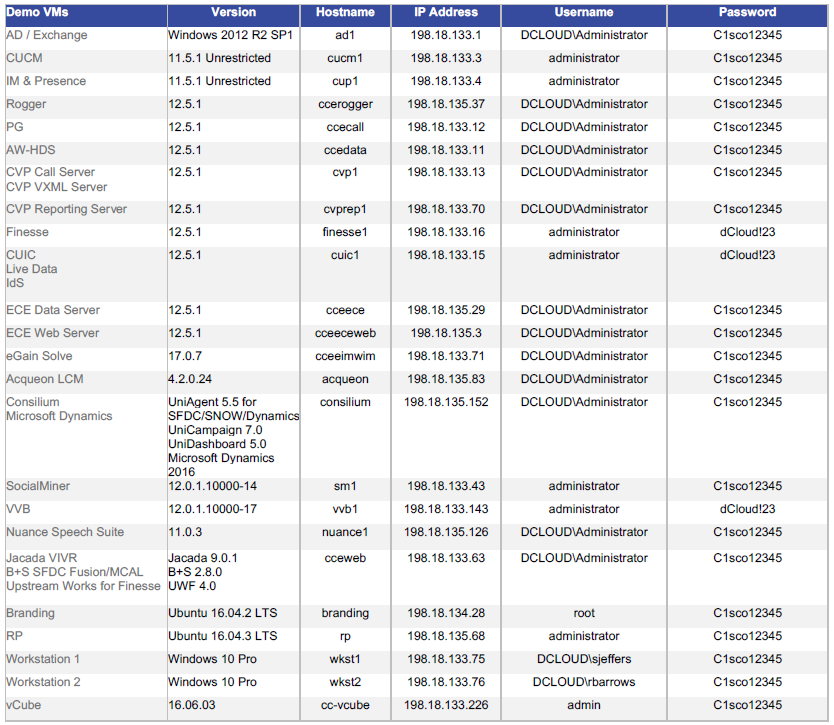 Demo VMs Version Hostname IP Address Username Password
AD / Exchange Windows 2012 R2 SP1 ad1 198.18.133.1 DCLOUD\Administrator C1sco12345
CUCM 11.5.1 Unrestricted cucm1 198.18.133.3 administrator C1sco12345
IM & Presence 11.5.1 Unrestricted cup1 198.18.133.4 administrator C1sco12345
Rogger 12.5.1 ccerogger 198.18.135.37 DCLOUD\Administrator C1sco12345
PG 12.5.1 ccecall 198.18.133.12 DCLOUD\Administrator C1sco12345
AW-HDS 12.5.1 ccedata 198.18.133.11 DCLOUD\Administrator C1sco12345
CVP Call Server 12.5.1 cvp1 198.18.133.13 DCLOUD\Administrator C1sco12345
CVP VXML Server
CVP Reporting Server 12.5.1 cvprep1 198.18.133.70 DCLOUD\Administrator C1sco12345
Finesse 12.5.1 finesse1 198.18.133.16 administrator dCloud!23
CUIC 12.5.1 cuic1 198.18.133.15 administrator dCloud!23
Live Data
IdS
ECE Data Server 12.5.1 cceece 198.18.135.29 DCLOUD\Administrator C1sco12345
ECE Web Server 12.5.1 cceeceweb 198.18.135.3 DCLOUD\Administrator C1sco12345
eGain Solve 17.0.7 cceeimwim 198.18.133.71 DCLOUD\Administrator C1sco12345
Acqueon LCM 4.2.0.24 acqueon 198.18.135.83 DCLOUD\Administrator C1sco12345
Consilium UniAgent 5.5 for consilium 198.18.135.152 DCLOUD\Administrator C1sco12345
Microsoft Dynamics SFDC/SNOW/Dynamics
UniCampaign 7.0
UniDashboard 5.0
Microsoft Dynamics
2016
SocialMiner 12.0.1.10000-14 sm1 198.18.133.43 administrator C1sco12345
VVB 12.0.1.10000-17 vvb1 198.18.133.143 administrator dCloud!23
Nuance Speech Suite 11.0.3 nuance1 198.18.135.126 DCLOUD\Administrator C1sco12345
Jacada VIVR Jacada 9.0.1 cceweb 198.18.133.63 DCLOUD\Administrator C1sco12345
B+S SFDC Fusion/MCAL B+S 2.8.0
Upstream Works for Finesse UWF 4.0
Branding Ubuntu 16.04.2 LTS branding 198.18.134.28 root C1sco12345
RP Ubuntu 16.04.3 LTS rp 198.18.135.68 administrator C1sco12345
Workstation 1 Windows 10 Pro wkst1 198.18.133.75 DCLOUD\sjeffers C1sco12345
Workstation 2 Windows 10 Pro wkst2 198.18.133.76 DCLOUD\rbarrows C1sco12345
vCube 16.06.03 cc-vcube 198.18.133.226 admin C1sco12345